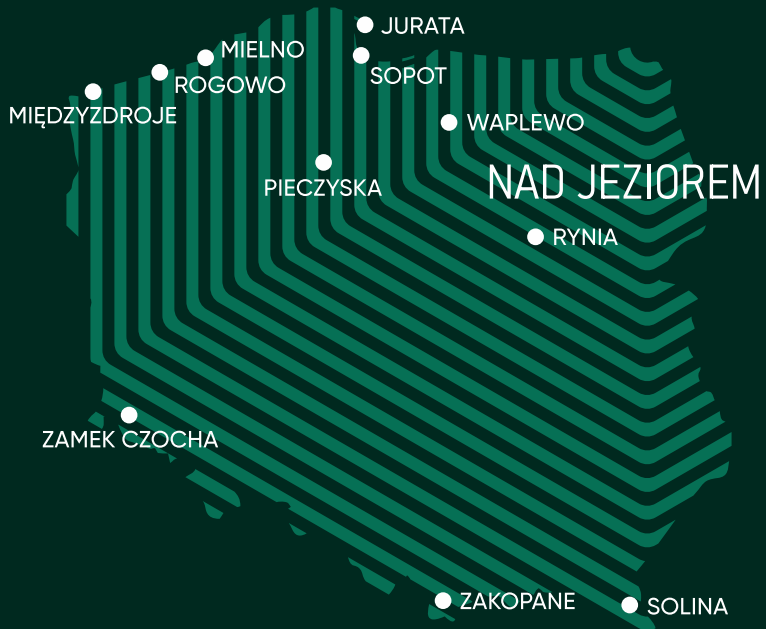 JURATA
MIELNO
SOPOT
ROGOWO
MIĘDZYZDROJE
WAPLEWO
PIECZYSKA
NAD JEZIOREM
RYNIA
ZAMEK CZOCHA
ZAKOPANE
SOLINA